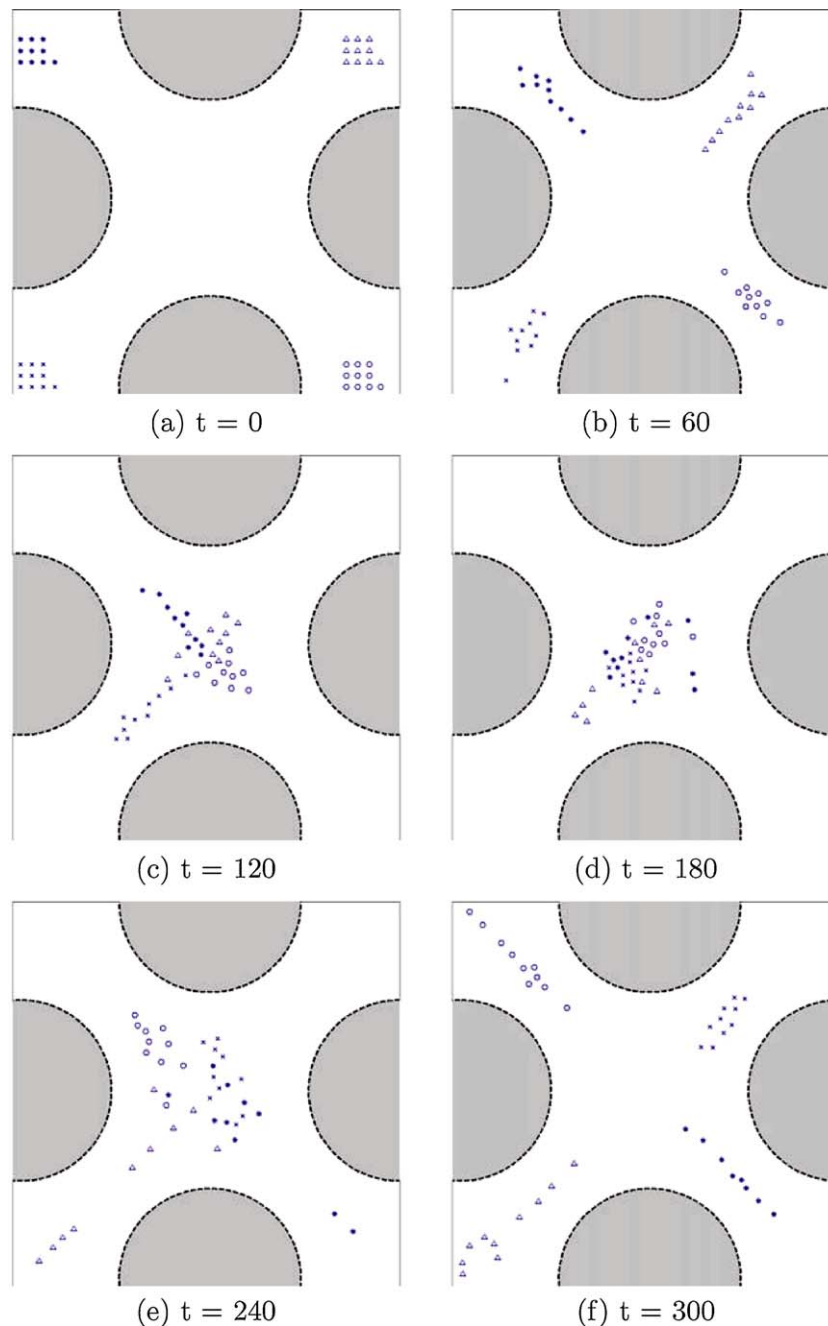 (a) t = 0
(b) t = 60
(c) t = 120
(d) t = 180
(e) t = 240
(f) t = 300